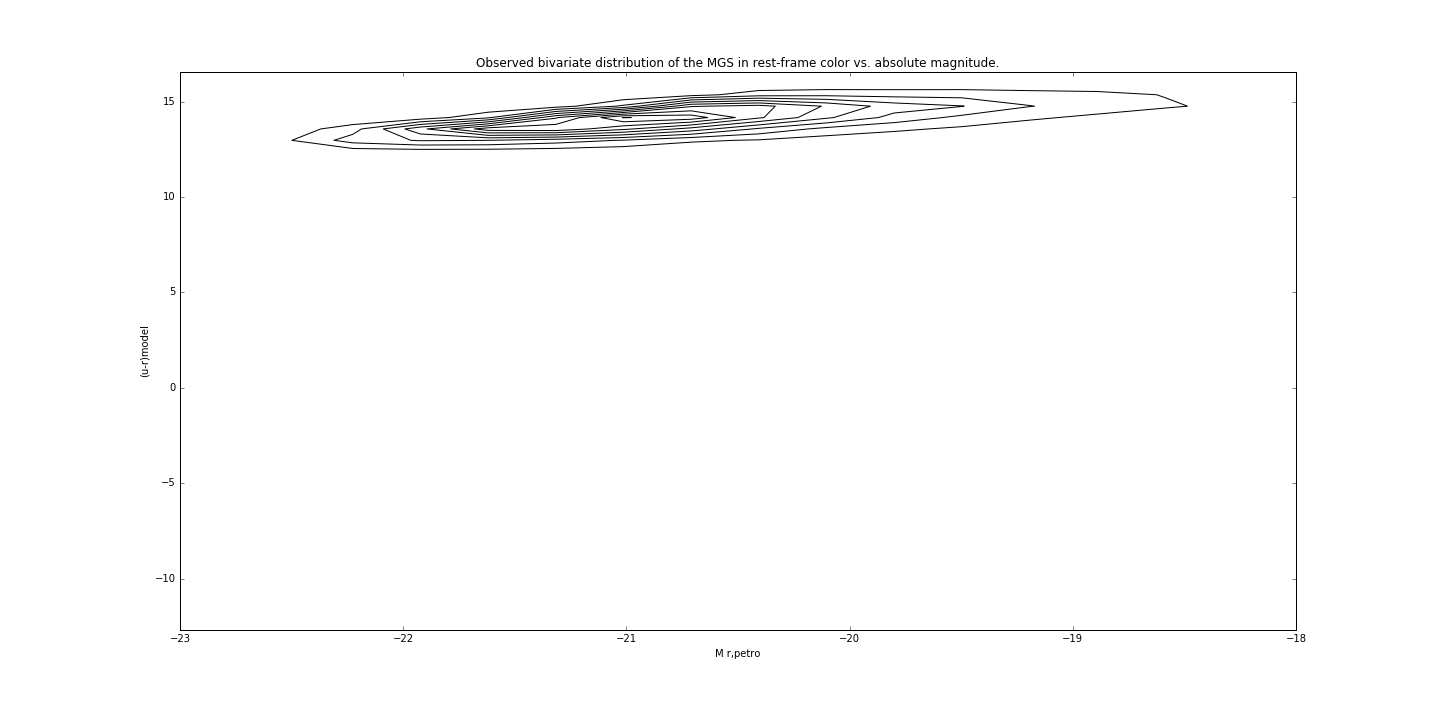 Observed bivariate distribution of the MGS in rest-frame color vs. absolute magnitude.
15
10
5
0
−5
−10
(u-r)model
−23 −22 −21 −20 −19 −18
M r,petro